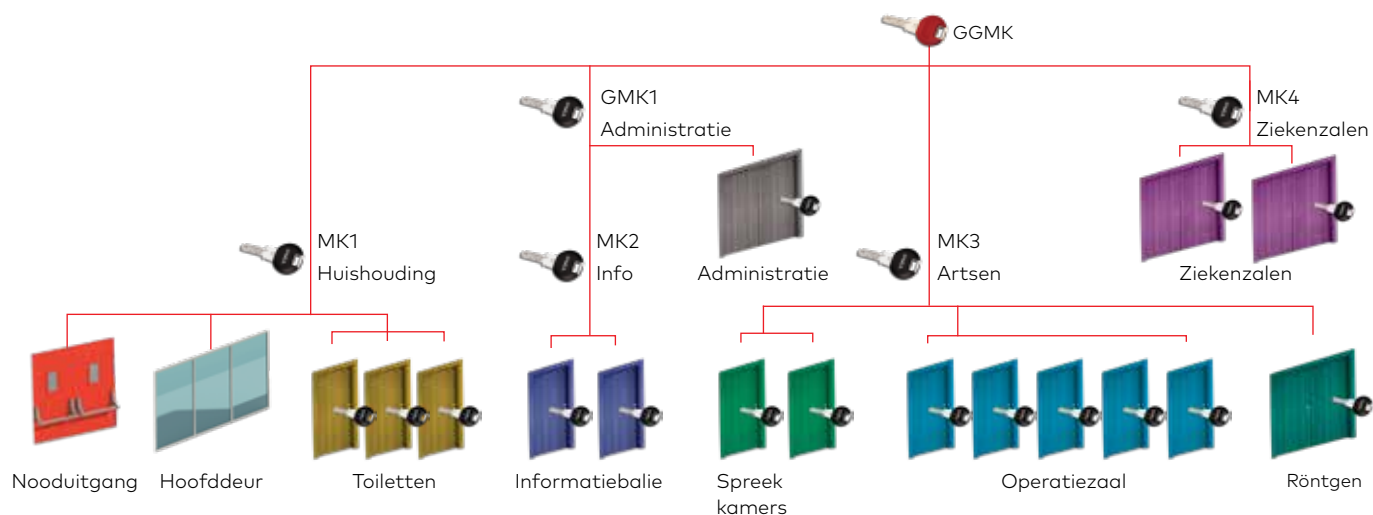 GGMK
GMK1
Administratie
MK4
Ziekenzalen
MK1
Huishouding
MK2
Info
Administratie
MK3
Artsen
Ziekenzalen
Nooduitgang
Hoofddeur
Toiletten
Informatiebalie
Spreek
kamers
Operatiezaal
Röntgen